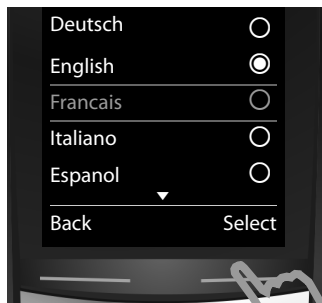 Deutsch
English
Francais
Italiano
Espanol
Back Select